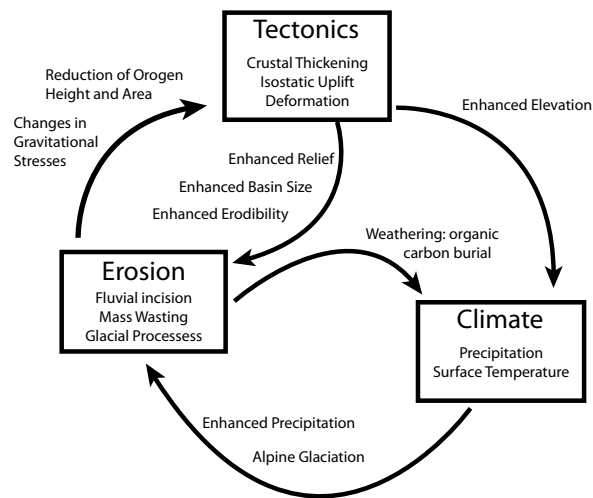 Tectonics
Crustal Thickening
Isostatic Uplift
Deformation
Reduction of Orogen
Height and Area
Changes in
Gravitational
Stresses
Enhanced Elevation
Enhanced Relief
Enhanced Basin Size
Enhanced Erodibility
Weathering: organic
carbon burial
Erosion
Fluvial incision
Mass Wasting
Glacial Processess
Climate
Precipitation
Surface Temperature
Enhanced Precipitation
Alpine Glaciation